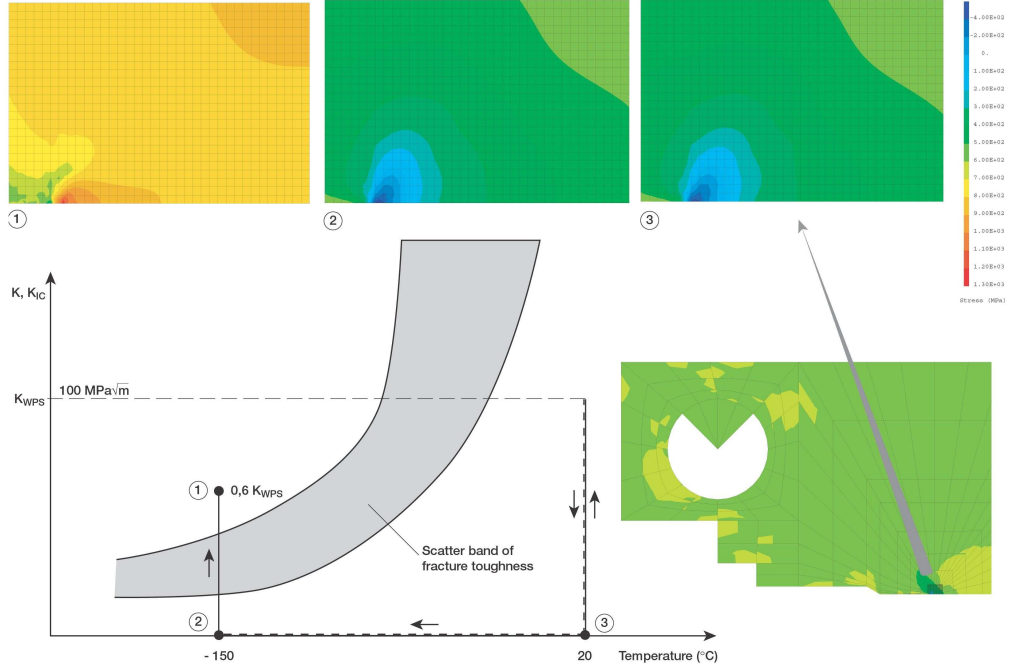 -4.00E+02
-2.00E+02
0.
1.00E+02
2.00E+02
3.00E+02
4.00E+02
5.00E+02
6.00E+02
7.00E+02
8.00E+02
9.00E+02
1.00E+03
1.10E+03
1.20E+03
1.30E+03
Stress (MPa)
1
2
3
K, KIC
100 MPa√m
KWPS
1
0,6 KWPS
Scatter band of
fracture toughness
2
3
- 150
20
Temperature (°C)